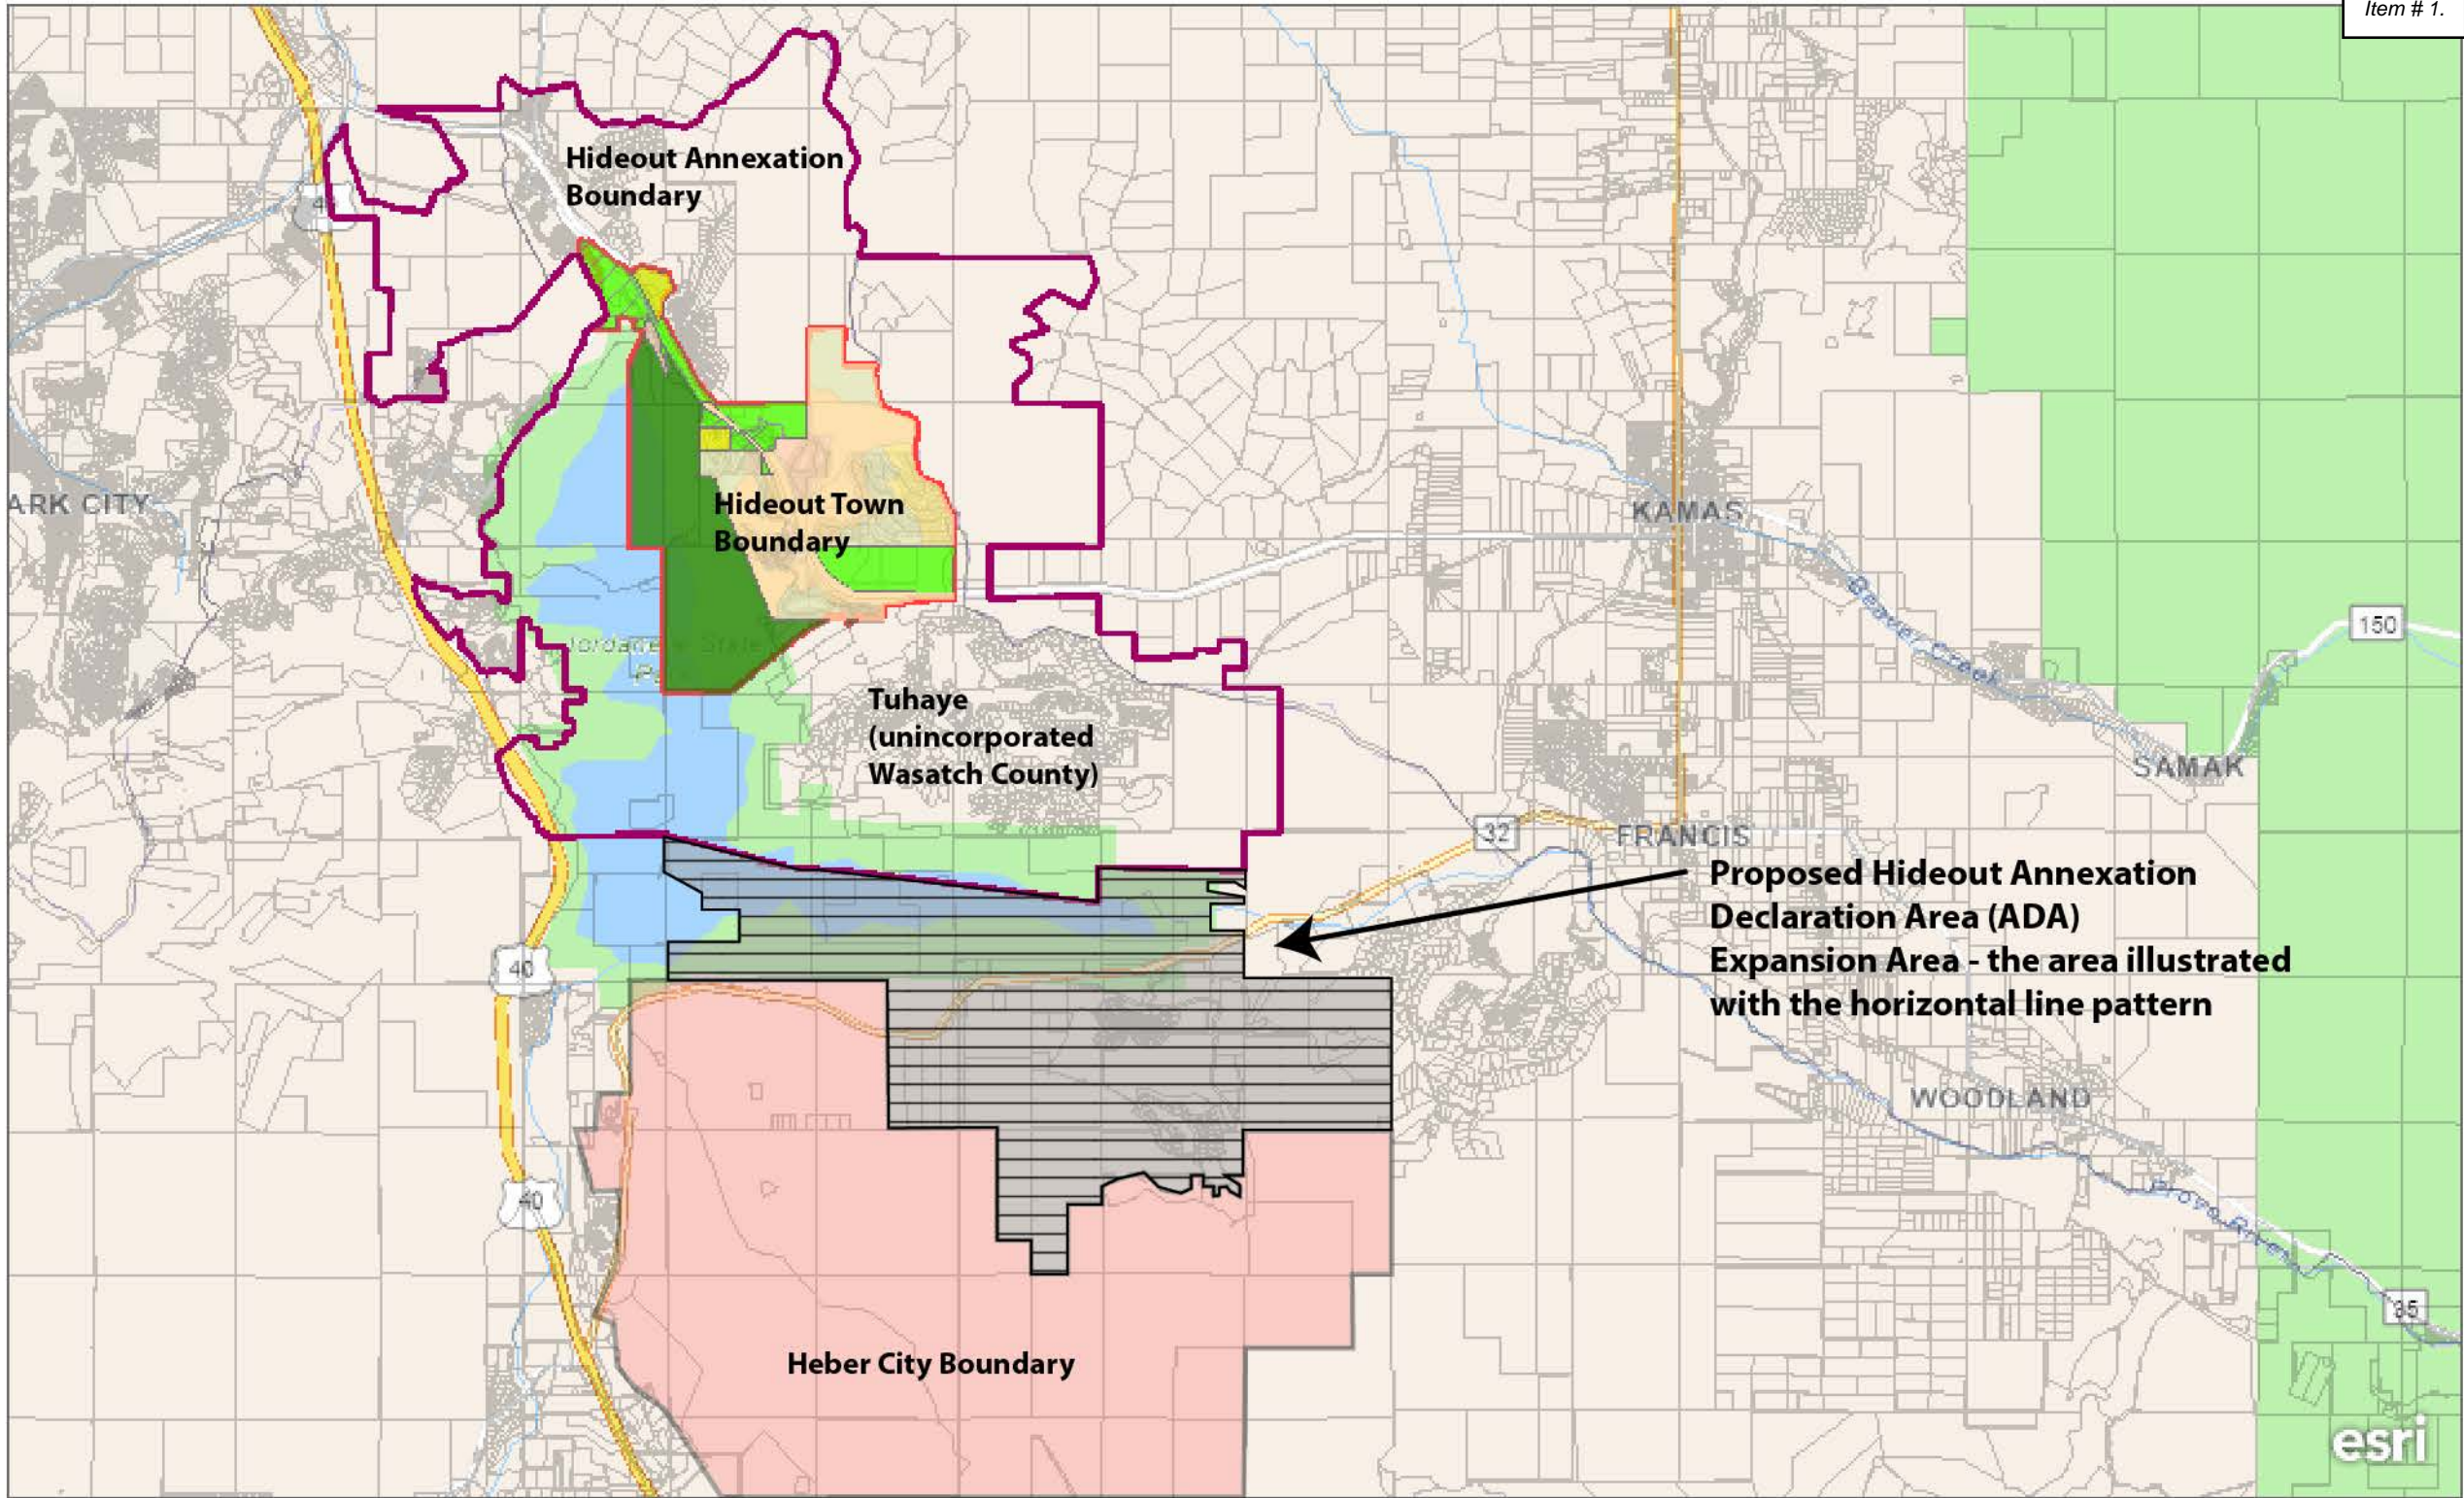 Item # 1.
Hideout Annexation
Boundary
ARK CITY
Hideout Town
Boundary
KAMAS
Beaver Creek
150
State
Tuhaye
(unincorporated
Wasatch County)
SAMAK
32
FRANCIS
Proposed Hideout Annexation
Declaration Area (ADA)
Expansion Area - the area illustrated
with the horizontal line pattern
40
WOODLAND
40
Provo River
35
Heber City Boundary
esri